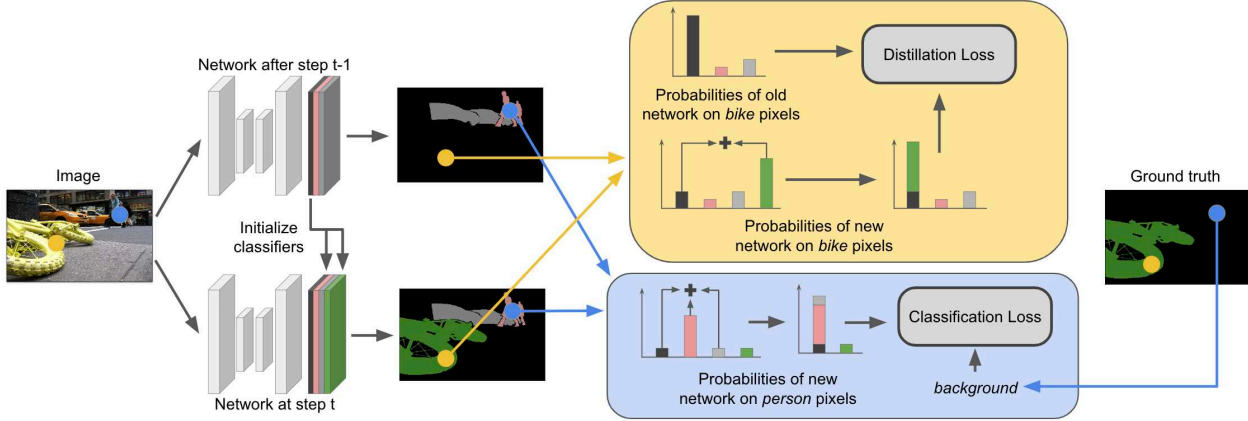 Image
Network after step t-1
Initialize
classifiers
Network at step t
Probabilities of old
network on bike pixels
Distillation Loss
Probabilities of new
network on bike pixels
Probabilities of new
network on person pixels
Classification Loss
background
Ground truth